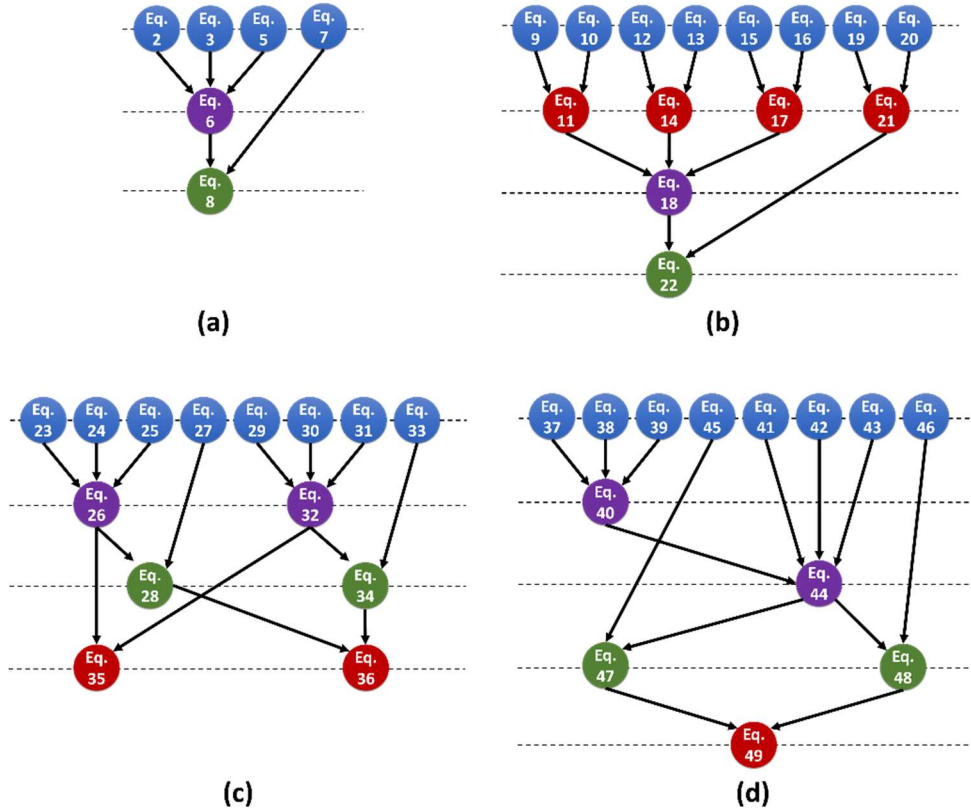 Eq. 2
Eq. 3
Eq. 5
Eq. 7
Eq. 6
Eq. 8
(a)
Eq. 9
Eq. 10
Eq. 12
Eq. 13
Eq. 15
Eq. 16
Eq. 19
Eq. 20
Eq. 11
Eq. 14
Eq. 17
Eq. 21
Eq. 18
Eq. 22
(b)
Eq. 23
Eq. 24
Eq. 25
Eq. 27
Eq. 29
Eq. 30
Eq. 31
Eq. 33
Eq. 26
Eq. 32
Eq. 28
Eq. 34
Eq. 35
Eq. 36
(c)
Eq. 37
Eq. 38
Eq. 39
Eq. 45
Eq. 41
Eq. 42
Eq. 43
Eq. 46
Eq. 40
Eq. 44
Eq. 47
Eq. 48
Eq. 49
(d)